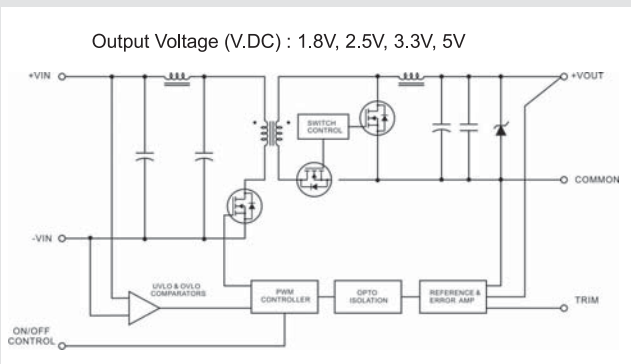 Output Voltage (V.DC) : 1.8V, 2.5V, 3.3V, 5V
+VIN
+VOUT
SWITCH
CONTROL
COMMON
-VIN
UVLO & OVLO
COMPARATORS
PWM
CONTROLLER
OPTO
ISOLATION
REFERENCE &
ERROR AMP
TRIM
ON/OFF
CONTROL